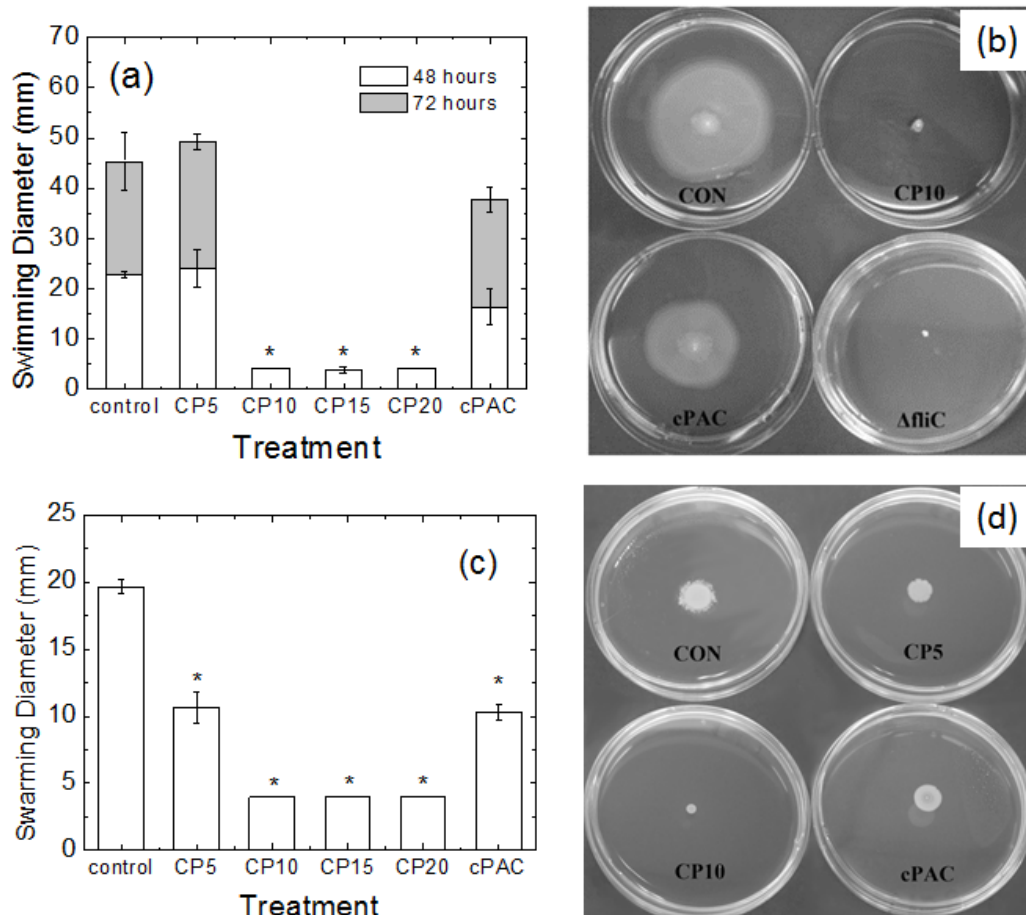 (a)
48 hours
72 hours
Swimming Diameter (mm)
70
60
50
40
30
20
10
0
* * *
control CP5 CP10 CP15 CP20 cPAC
Treatment
(b)
CON
CP10
cPAC
ΔfliC
(c)
Swarming Diameter (mm)
25
20
15
10
5
0
* * * * *
control CP5 CP10 CP15 CP20 cPAC
Treatment
(d)
CON
CP5
CP10
cPAC